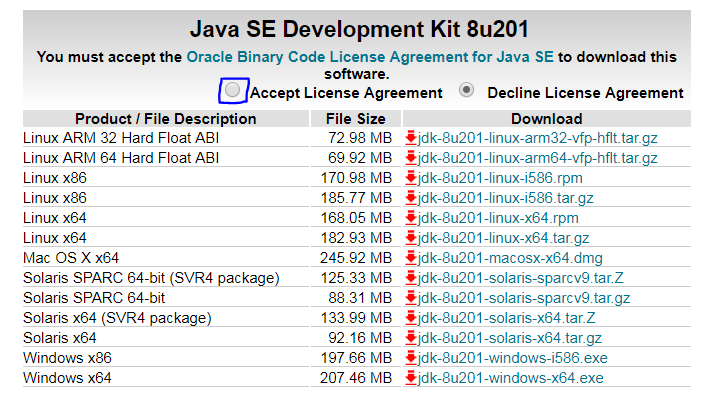 Java SE Development Kit 8u201
You must accept the Oracle Binary Code License Agreement for Java SE to download this
software.
Accept License Agreement Decline License Agreement
Product / File Description File Size Download
Linux ARM 32 Hard Float ABI 72.98 MB jdk-8u201-linux-arm32-vfp-hflt.tar.gz
Linux ARM 64 Hard Float ABI 69.92 MB jdk-8u201-linux-arm64-vfp-hflt.tar.gz
Linux x86 170.98 MB jdk-8u201-linux-i586.rpm
Linux x86 185.77 MB jdk-8u201-linux-i586.tar.gz
Linux x64 168.05 MB jdk-8u201-linux-x64.rpm
Linux x64 182.93 MB jdk-8u201-linux-x64.tar.gz
Mac OS X x64 245.92 MB jdk-8u201-macosx-x64.dmg
Solaris SPARC 64-bit (SVR4 package) 125.33 MB jdk-8u201-solaris-sparcv9.tar.Z
Solaris SPARC 64-bit 88.31 MB jdk-8u201-solaris-sparcv9.tar.gz
Solaris x64 (SVR4 package) 133.99 MB jdk-8u201-solaris-x64.tar.Z
Solaris x64 92.16 MB jdk-8u201-solaris-x64.tar.gz
Windows x86 197.66 MB jdk-8u201-windows-i586.exe
Windows x64 207.46 MB jdk-8u201-windows-x64.exe